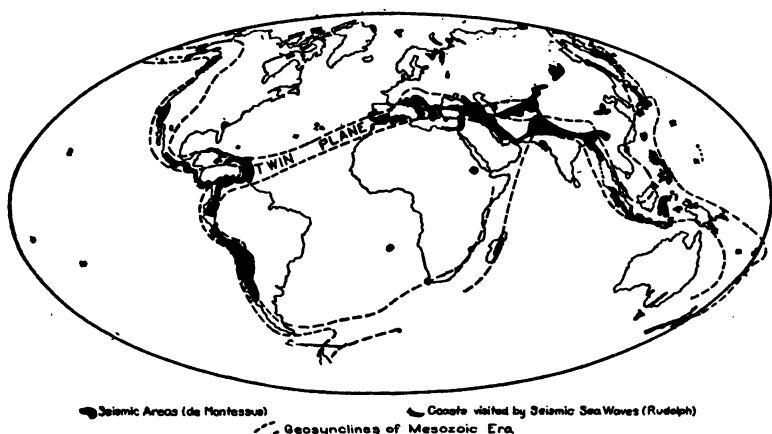 TWIN PLANE
Seismic Areas (de Montessus)
Coasts visited by Seismic Sea Waves (Rudolph)
Geosynclines of Mesozoic Era